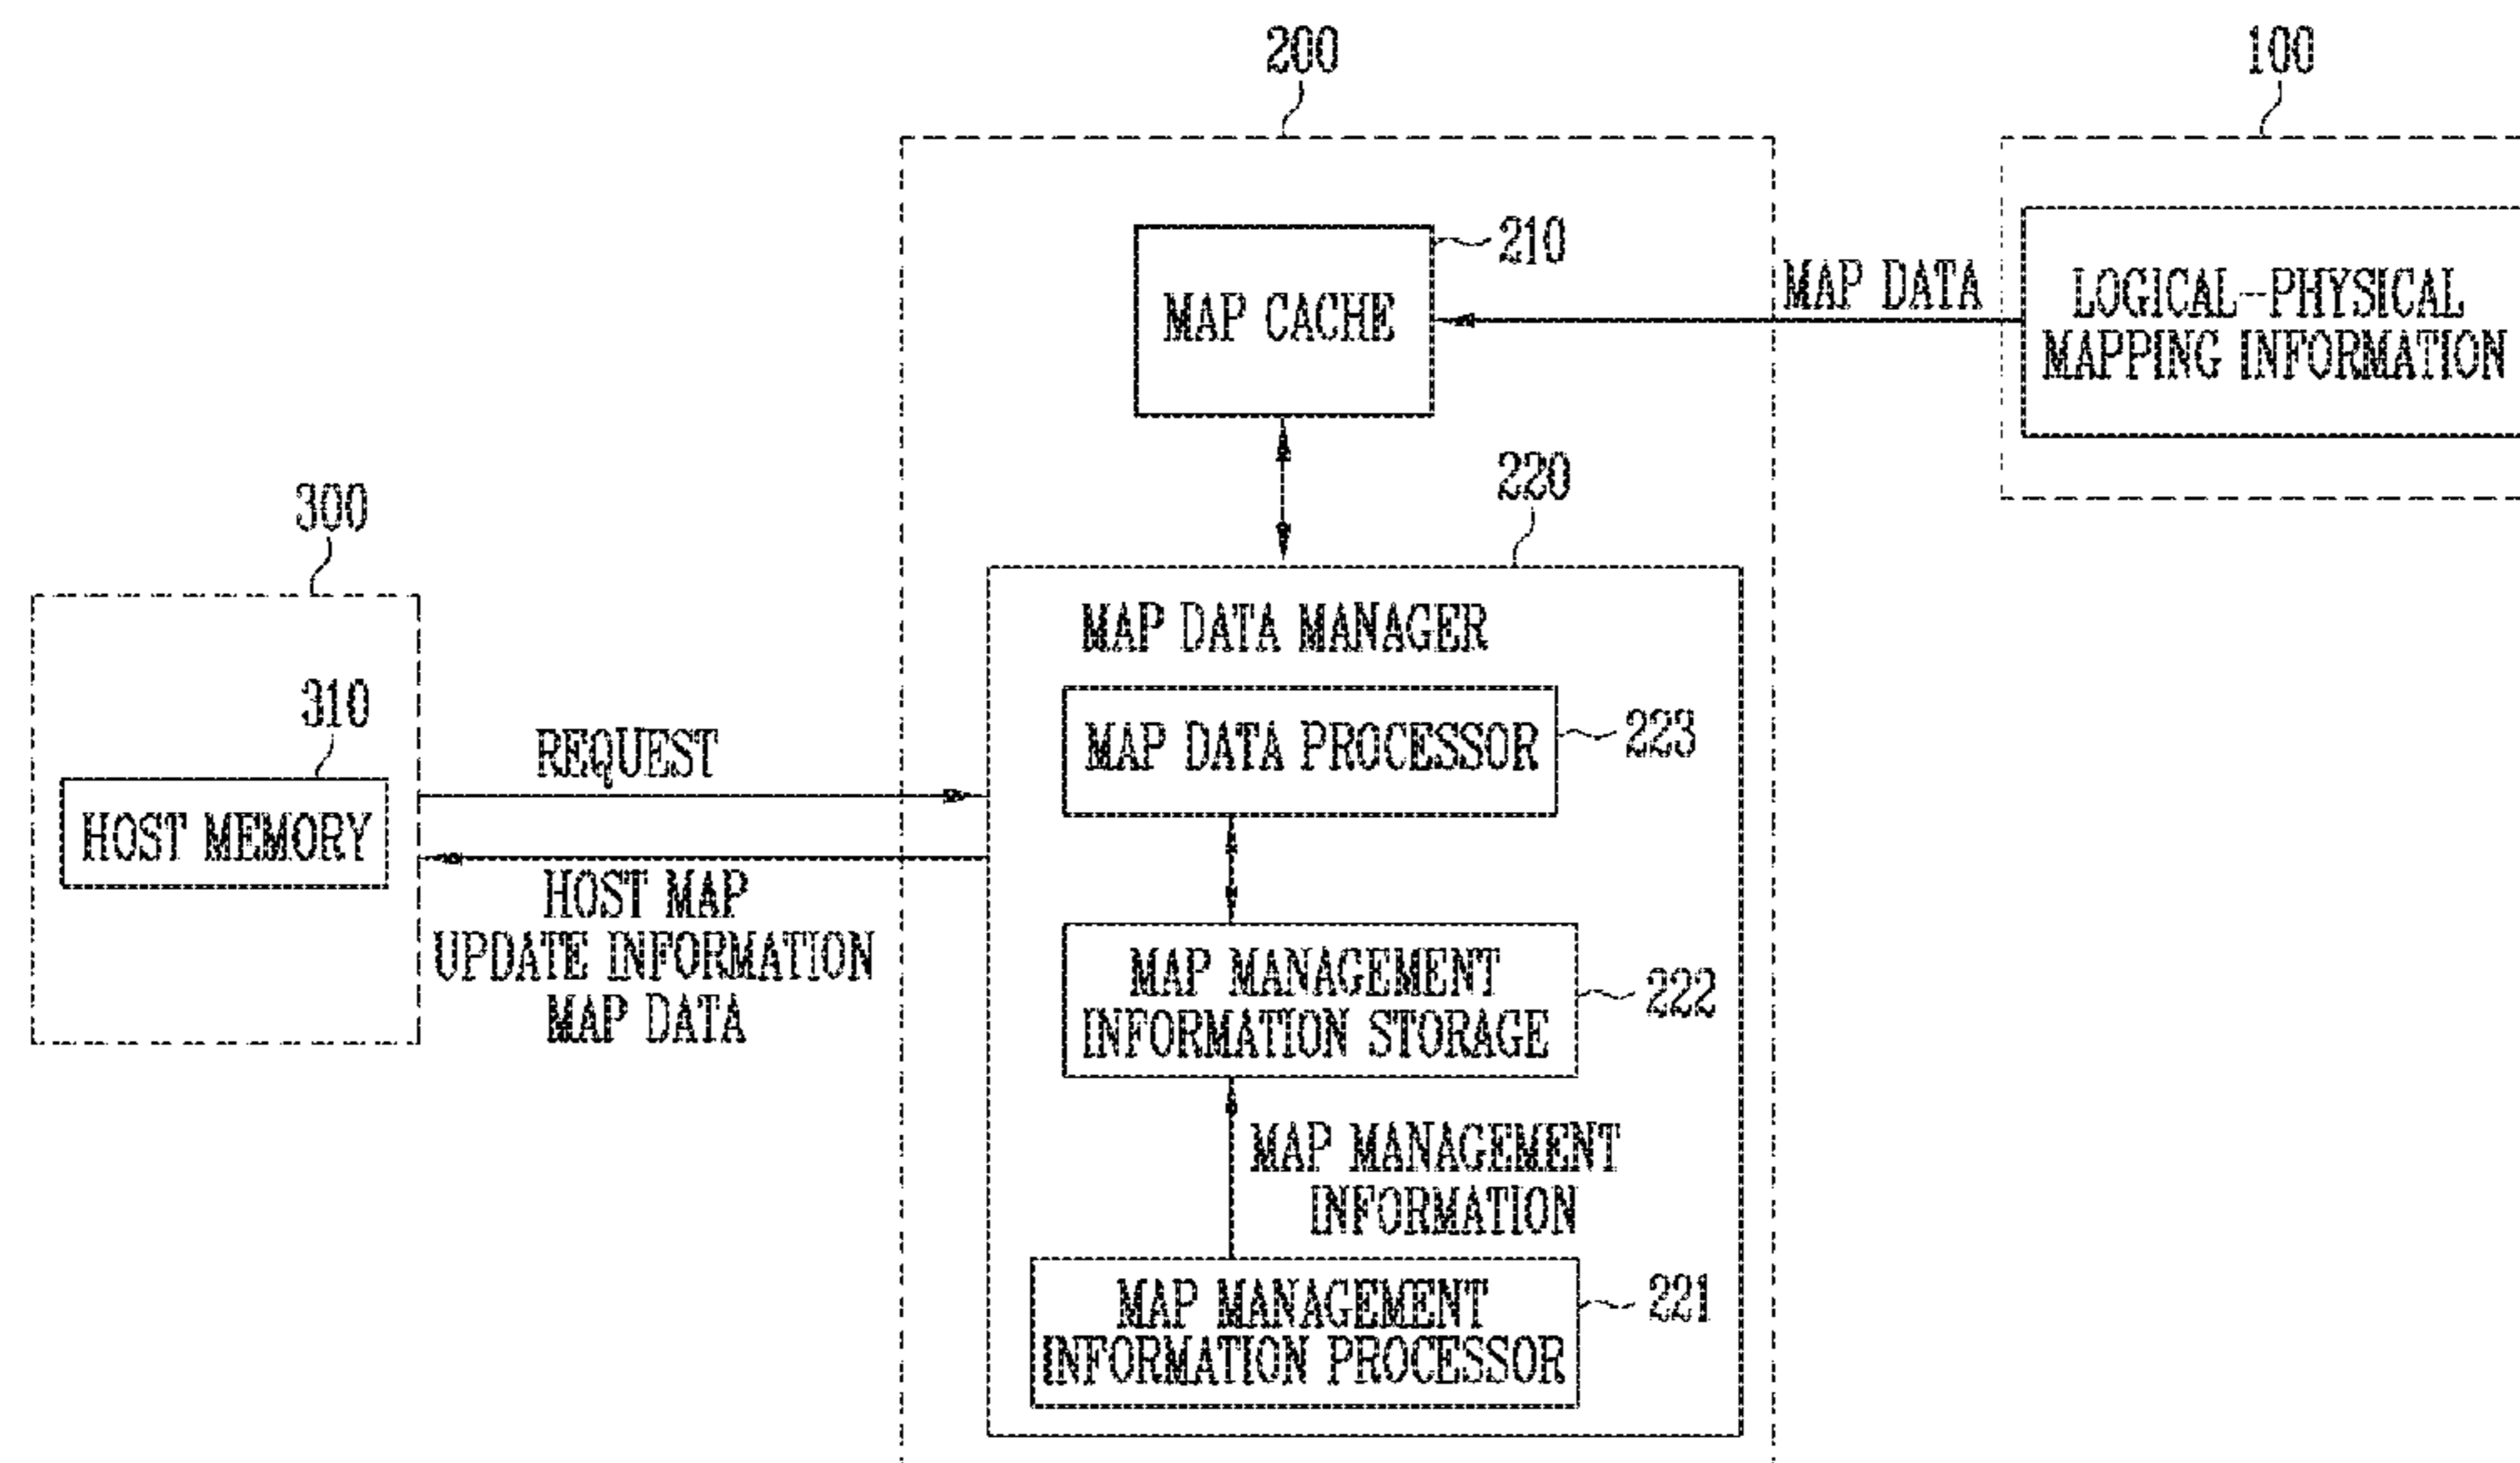 200
100
210
MAP CACHE
MAP DATA
LOGICAL-PHYSICAL
MAPPING INFORMATION
220
300
MAP DATA MANAGER
310
HOST MEMORY
REQUEST
MAP DATA PROCESSOR
223
HOST MAP
UPDATE INFORMATION
MAP DATA
MAP MANAGEMENT
INFORMATION STORAGE
222
MAP MANAGEMENT
INFORMATION
MAP MANAGEMENT
INFORMATION PROCESSOR
221